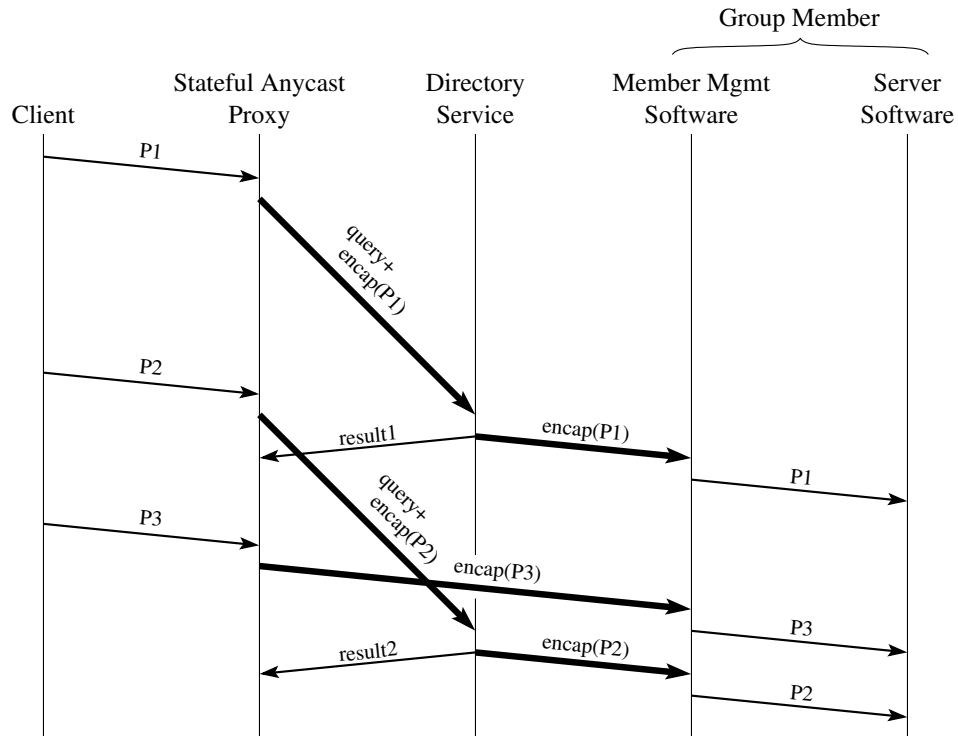 Group Member
Client
Stateful Anycast
Proxy
Directory
Service
Member Mgmt
Software
Server
Software
P1
query+
encap(P1)
P2
result1
encap(P1)
P1
query+
encap(P2)
P3
encap(P3)
P3
result2
encap(P2)
P2